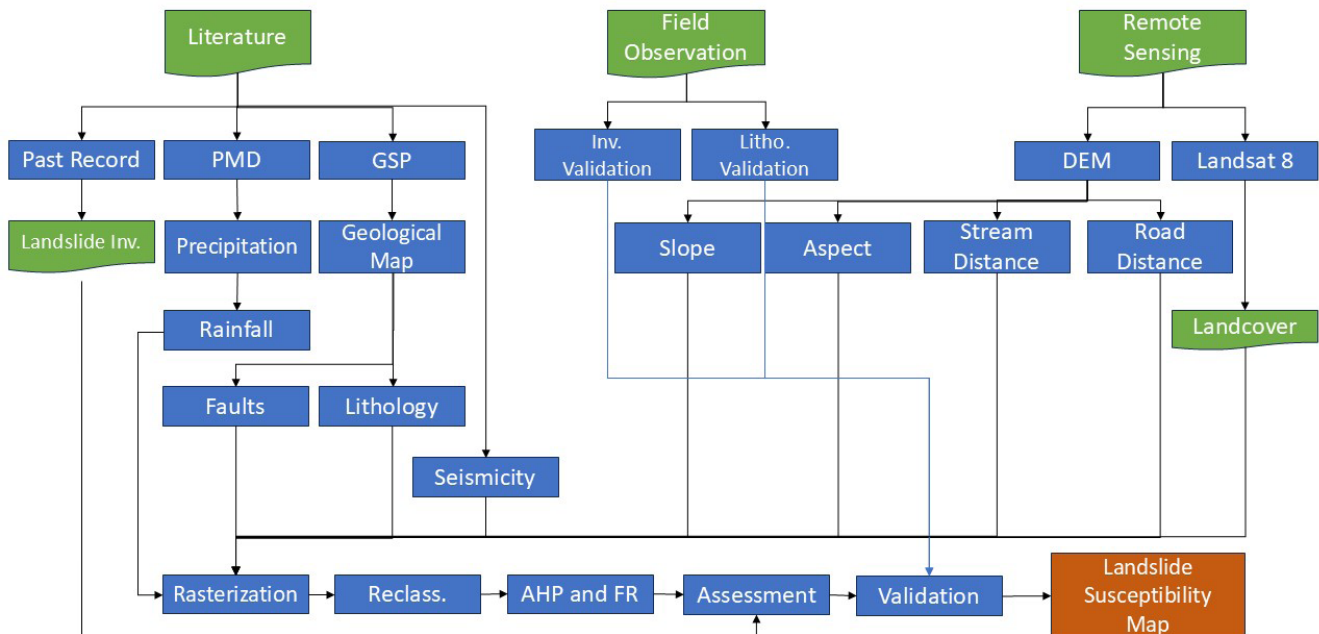 Literature
Field
Observation
Remote
Sensing
Past Record
PMD
GSP
Inv.
Validation
Litho.
Validation
DEM
Landsat 8
Landslide Inv.
Precipitation
Geological
Map
Slope
Aspect
Stream
Distance
Road
Distance
Rainfall
Landcover
Faults
Lithology
Seismicity
Rasterization
Reclass.
AHP and FR
Assessment
Validation
Landslide
Susceptibility
Map